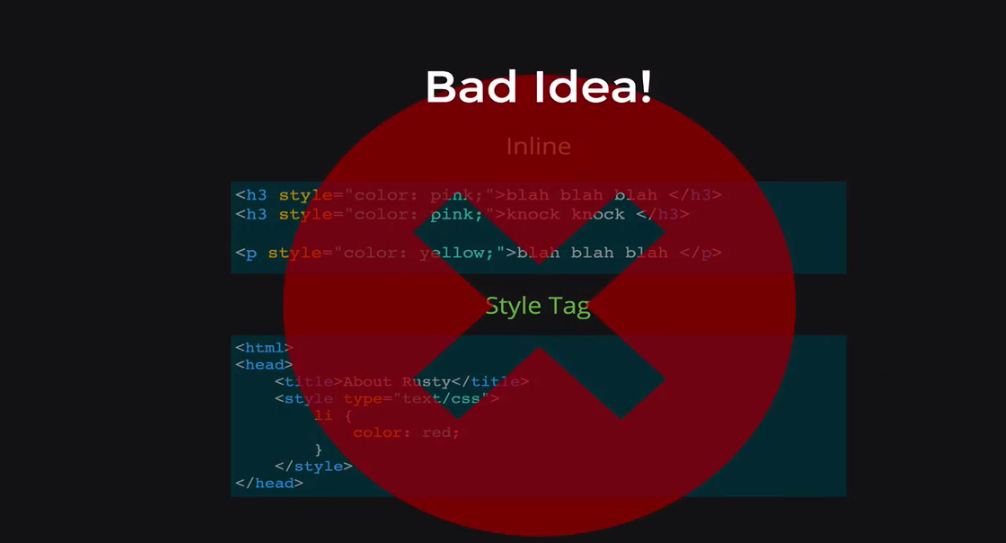 Bad Idea!
Inline
<h3 style="color: pink;">blah blah blah </h3>
<h3 style="color: pink;">knock knock </h3>
<p style="color: yellow;">blah blah blah </p>
Style Tag
<html>
<head>
    <title>About Rusty</title>
    <style type="text/css">
        li {
            color: red;
        }
    </style>
</head>